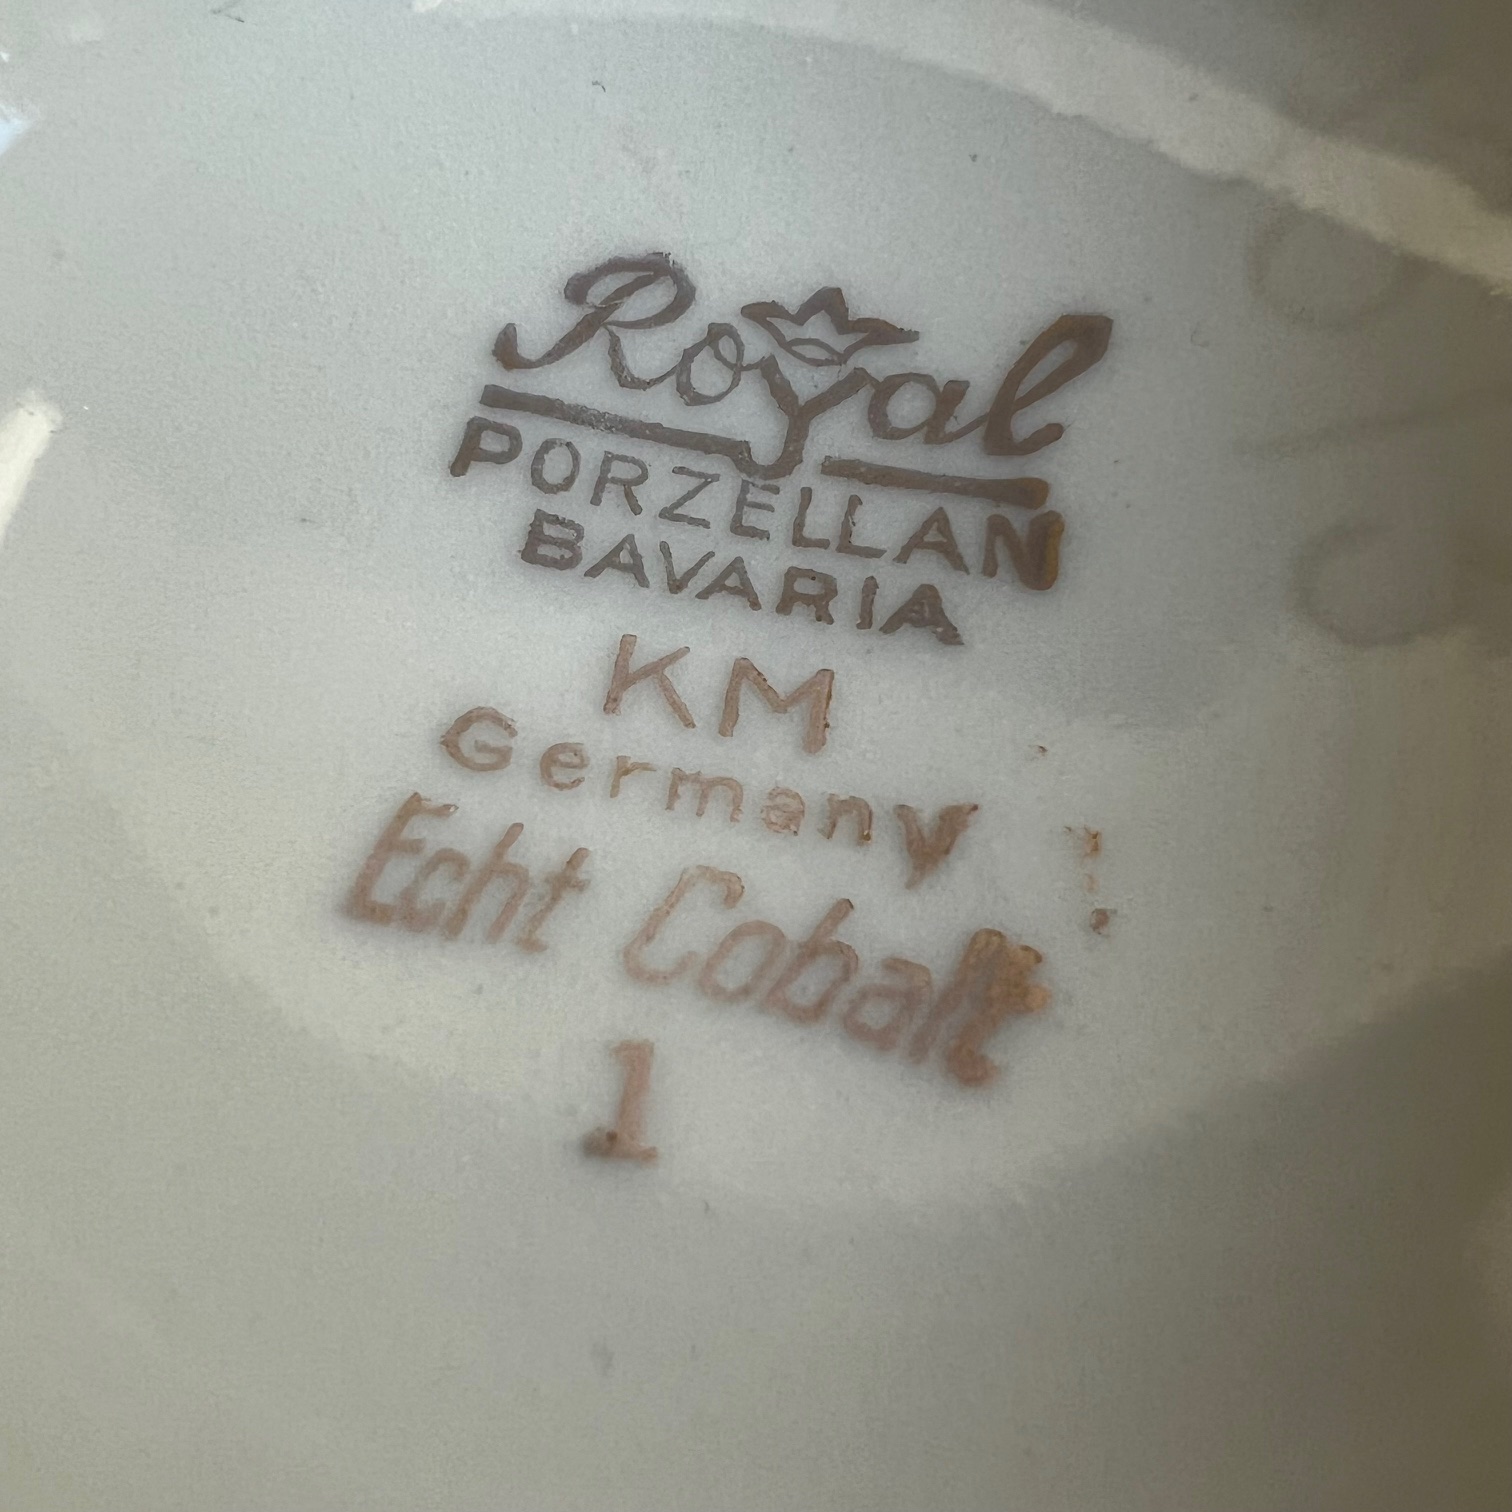 Royal
PORZELLAN
BAVARIA
KM
Germany
Echt Cobalt
1